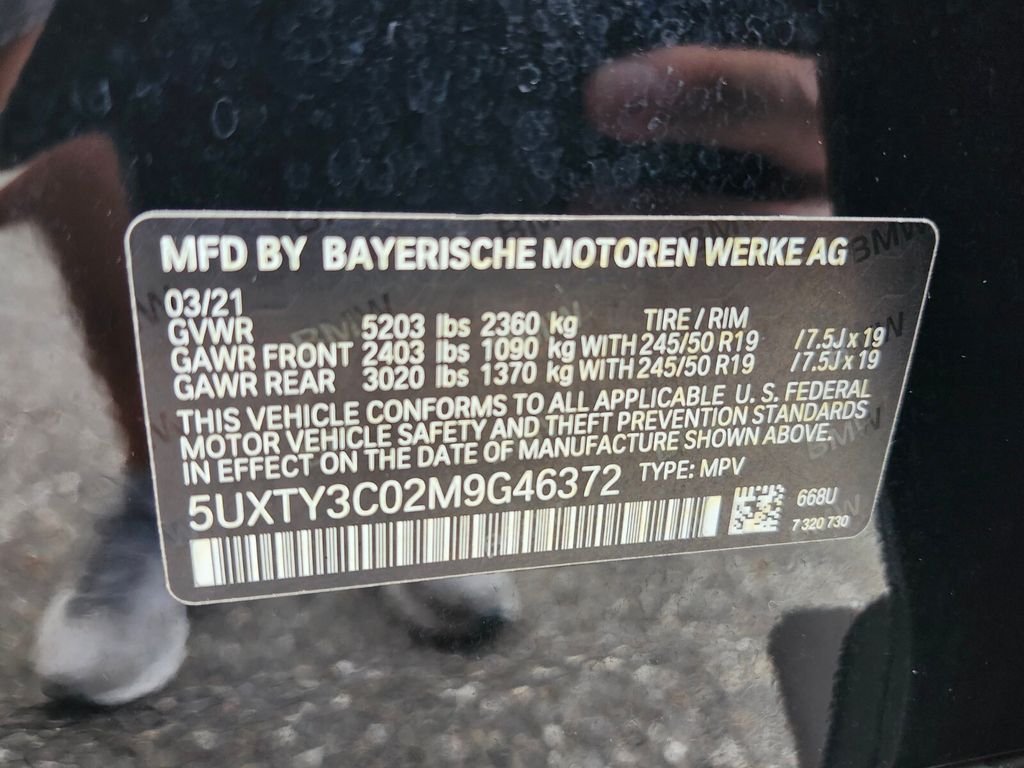 MFD BY BAYERISCHE MOTOREN WERKE AG
03/21
GVWR 5203 lbs 2360 kg TIRE / RIM
GAWR FRONT 2403 lbs 1090 kg WITH 245/50 R19 /7.5J x 19
GAWR REAR 3020 lbs 1370 kg WITH 245/50 R19 /7.5J x 19
THIS VEHICLE CONFORMS TO ALL APPLICABLE U. S. FEDERAL
MOTOR VEHICLE SAFETY AND THEFT PREVENTION STANDARDS
IN EFFECT ON THE DATE OF MANUFACTURE SHOWN ABOVE.
5UXTY3C02M9G46372 TYPE: MPV
668U
7 320 730